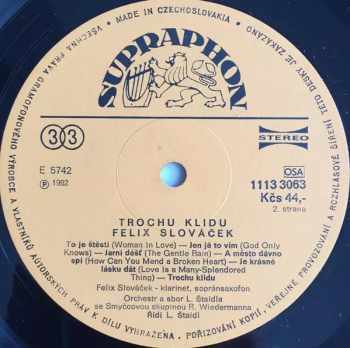 MADE IN CZECHOSLOVAKIA • VŠECHNA PRÁVA GRAMOFONOVÉHO VÝROBCE A VLASTNÍKŮ AUTORSKÝCH PRÁV K DÍLU VYHRAZENA • POŘIZOVÁNÍ KOPIÍ, VEŘEJNÉ PROVOZOVÁNÍ A ROZHLASOVÉ ŠÍŘENÍ TÉTO DESKY JE ZAKÁZÁNO •
SUPRAPHON
33
STEREO
E 5742
Ⓟ 1982
OSA
1113 3063
Kčs 44,-
2. strana
TROCHU KLIDU
FELIX SLOVÁČEK
To je štěstí (Woman in Love) — Jen já to vím (God Only
Knows) — Jarní déšť (The Gentle Rain) — A město dávno
spí (How Can You Mend a Broken Heart) — Je krásné
lásku dát (Love is a Many-Splendored
Thing) — Trochu klidu
Felix Slováček - klarinet, sopránsaxofon
Orchestr a sbor L. Štaidla
se Smyčcovou skupinou R. Wiedermanna
Řídí L. Štaidl